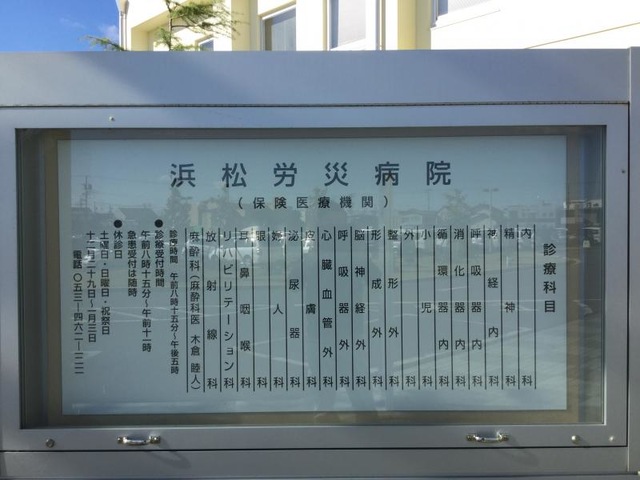 浜松労災病院
（保険医療機関）
診療科目
内科
精神科
神経内科
呼吸器内科
消化器内科
循環器内科
小児科
外科
整形外科
形成外科
脳神経外科
呼吸器外科
心臓血管外科
皮膚科
泌尿器科
婦人科
眼科
耳鼻咽喉科
リハビリテーション科
放射線科
麻酔科（麻酔科医 木倉 睦人）
診療時間 午前八時十五分〜午後五時
●診療受付時間
午前八時十五分〜午前十一時
急患受付は随時
●休診日
土曜日・日曜日・祝祭日
十二月二十九日〜一月三日
電話 〇五三―四六二―一二一一